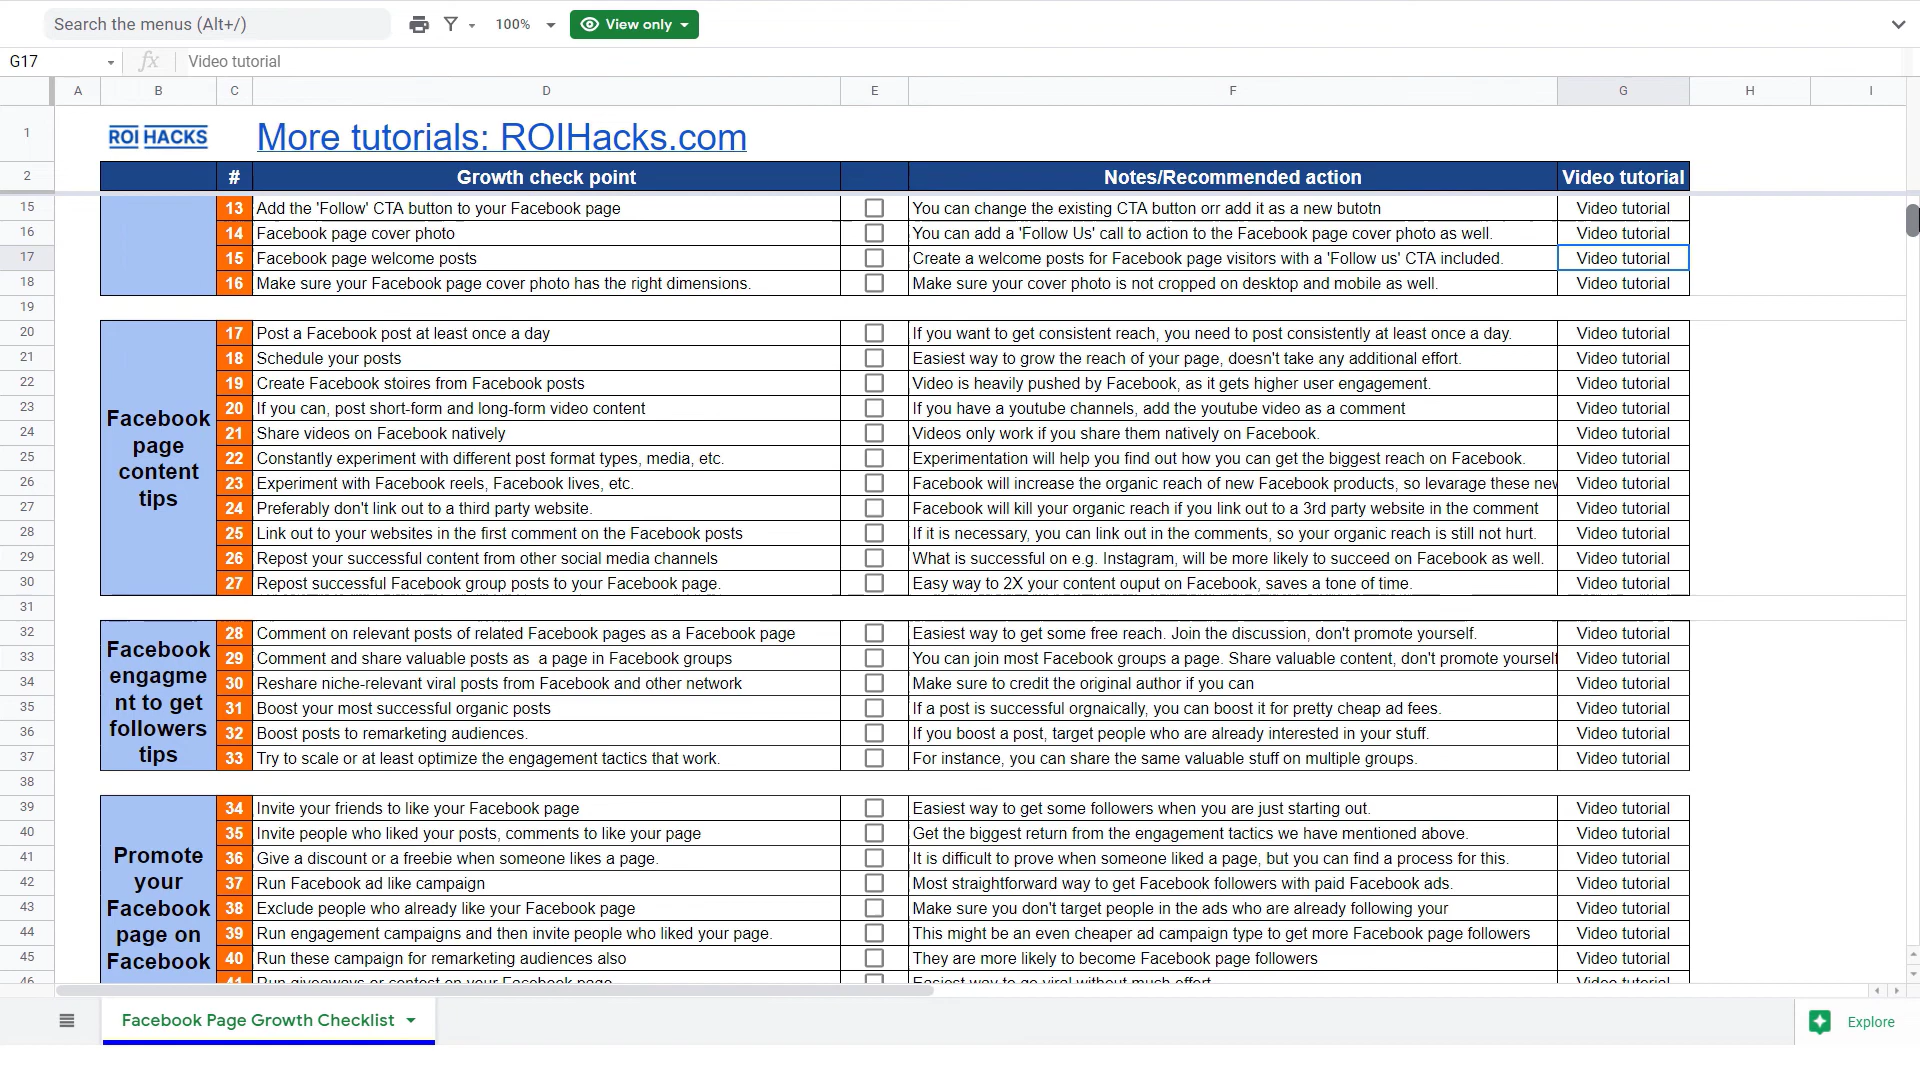 Search the menus (Alt+/) 100% View only
G17 fx Video tutorial
A B C D E F G H I
1 ROI HACKS More tutorials: ROIHacks.com
2 # Growth check point Notes/Recommended action Video tutorial
15 13 Add the 'Follow' CTA button to your Facebook page You can change the existing CTA button orr add it as a new butotn Video tutorial
16 14 Facebook page cover photo You can add a 'Follow Us' call to action to the Facebook page cover photo as well. Video tutorial
17 15 Facebook page welcome posts Create a welcome posts for Facebook page visitors with a 'Follow us' CTA included. Video tutorial
18 16 Make sure your Facebook page cover photo has the right dimensions. Make sure your cover photo is not cropped on desktop and mobile as well. Video tutorial
19
Facebook
page
content
tips
20 17 Post a Facebook post at least once a day If you want to get consistent reach, you need to post consistently at least once a day. Video tutorial
21 18 Schedule your posts Easiest way to grow the reach of your page, doesn't take any additional effort. Video tutorial
22 19 Create Facebook stoires from Facebook posts Video is heavily pushed by Facebook, as it gets higher user engagement. Video tutorial
23 20 If you can, post short-form and long-form video content If you have a youtube channels, add the youtube video as a comment Video tutorial
24 21 Share videos on Facebook natively Videos only work if you share them natively on Facebook. Video tutorial
25 22 Constantly experiment with different post format types, media, etc. Experimentation will help you find out how you can get the biggest reach on Facebook. Video tutorial
26 23 Experiment with Facebook reels, Facebook lives, etc. Facebook will increase the organic reach of new Facebook products, so levarage these new Video tutorial
27 24 Preferably don't link out to a third party website. Facebook will kill your organic reach if you link out to a 3rd party website in the comment Video tutorial
28 25 Link out to your websites in the first comment on the Facebook posts If it is necessary, you can link out in the comments, so your organic reach is still not hurt. Video tutorial
29 26 Repost your successful content from other social media channels What is successful on e.g. Instagram, will be more likely to succeed on Facebook as well. Video tutorial
30 27 Repost successful Facebook group posts to your Facebook page. Easy way to 2X your content ouput on Facebook, saves a tone of time. Video tutorial
31
Facebook
engagme
nt to get
followers
tips
32 28 Comment on relevant posts of related Facebook pages as a Facebook page Easiest way to get some free reach. Join the discussion, don't promote yourself. Video tutorial
33 29 Comment and share valuable posts as a page in Facebook groups You can join most Facebook groups a page. Share valuable content, don't promote yourself Video tutorial
34 30 Reshare niche-relevant viral posts from Facebook and other network Make sure to credit the original author if you can Video tutorial
35 31 Boost your most successful organic posts If a post is successful orgnaically, you can boost it for pretty cheap ad fees. Video tutorial
36 32 Boost posts to remarketing audiences. If you boost a post, target people who are already interested in your stuff. Video tutorial
37 33 Try to scale or at least optimize the engagement tactics that work. For instance, you can share the same valuable stuff on multiple groups. Video tutorial
38
Promote
your
Facebook
page on
Facebook
39 34 Invite your friends to like your Facebook page Easiest way to get some followers when you are just starting out. Video tutorial
40 35 Invite people who liked your posts, comments to like your page Get the biggest return from the engagement tactics we have mentioned above. Video tutorial
41 36 Give a discount or a freebie when someone likes a page. It is difficult to prove when someone liked a page, but you can find a process for this. Video tutorial
42 37 Run Facebook ad like campaign Most straightforward way to get Facebook followers with paid Facebook ads. Video tutorial
43 38 Exclude people who already like your Facebook page Make sure you don't target people in the ads who are already following your Video tutorial
44 39 Run engagement campaigns and then invite people who liked your page. This might be an even cheaper ad campaign type to get more Facebook page followers Video tutorial
45 40 Run these campaign for remarketing audiences also They are more likely to become Facebook page followers Video tutorial
46 41 Run giveaways or contest on your Facebook page Easiest way to go viral without much effort Video tutorial
Facebook Page Growth Checklist Explore